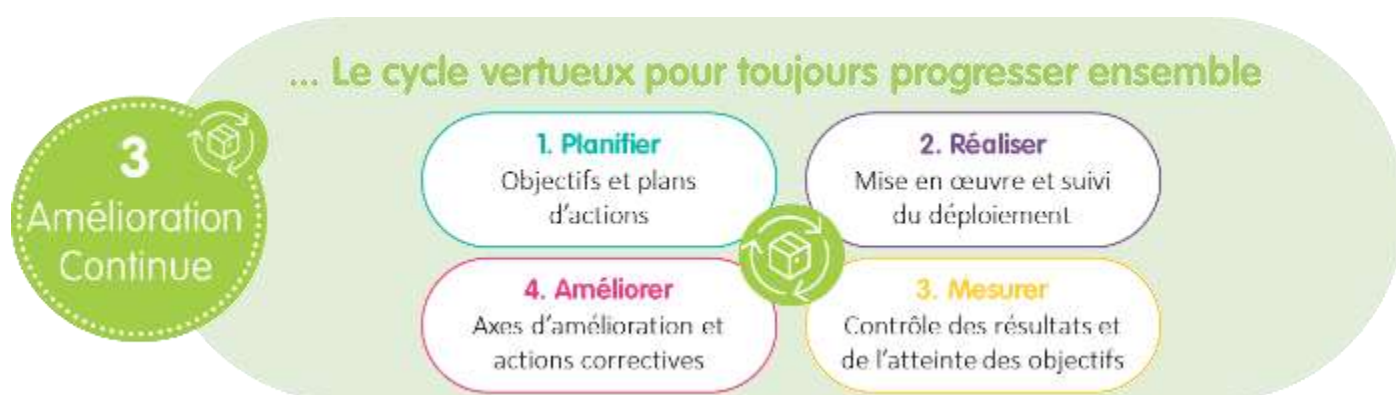 ... Le cycle vertueux pour toujours progresser ensemble
3
Amélioration
Continue
1. Planifier
Objectifs et plans
d'actions
2. Réaliser
Mise en œuvre et suivi
du déploiement
4. Améliorer
Axes d'amélioration et
actions correctives
3. Mesurer
Contrôle des résultats et
de l'atteinte des objectifs